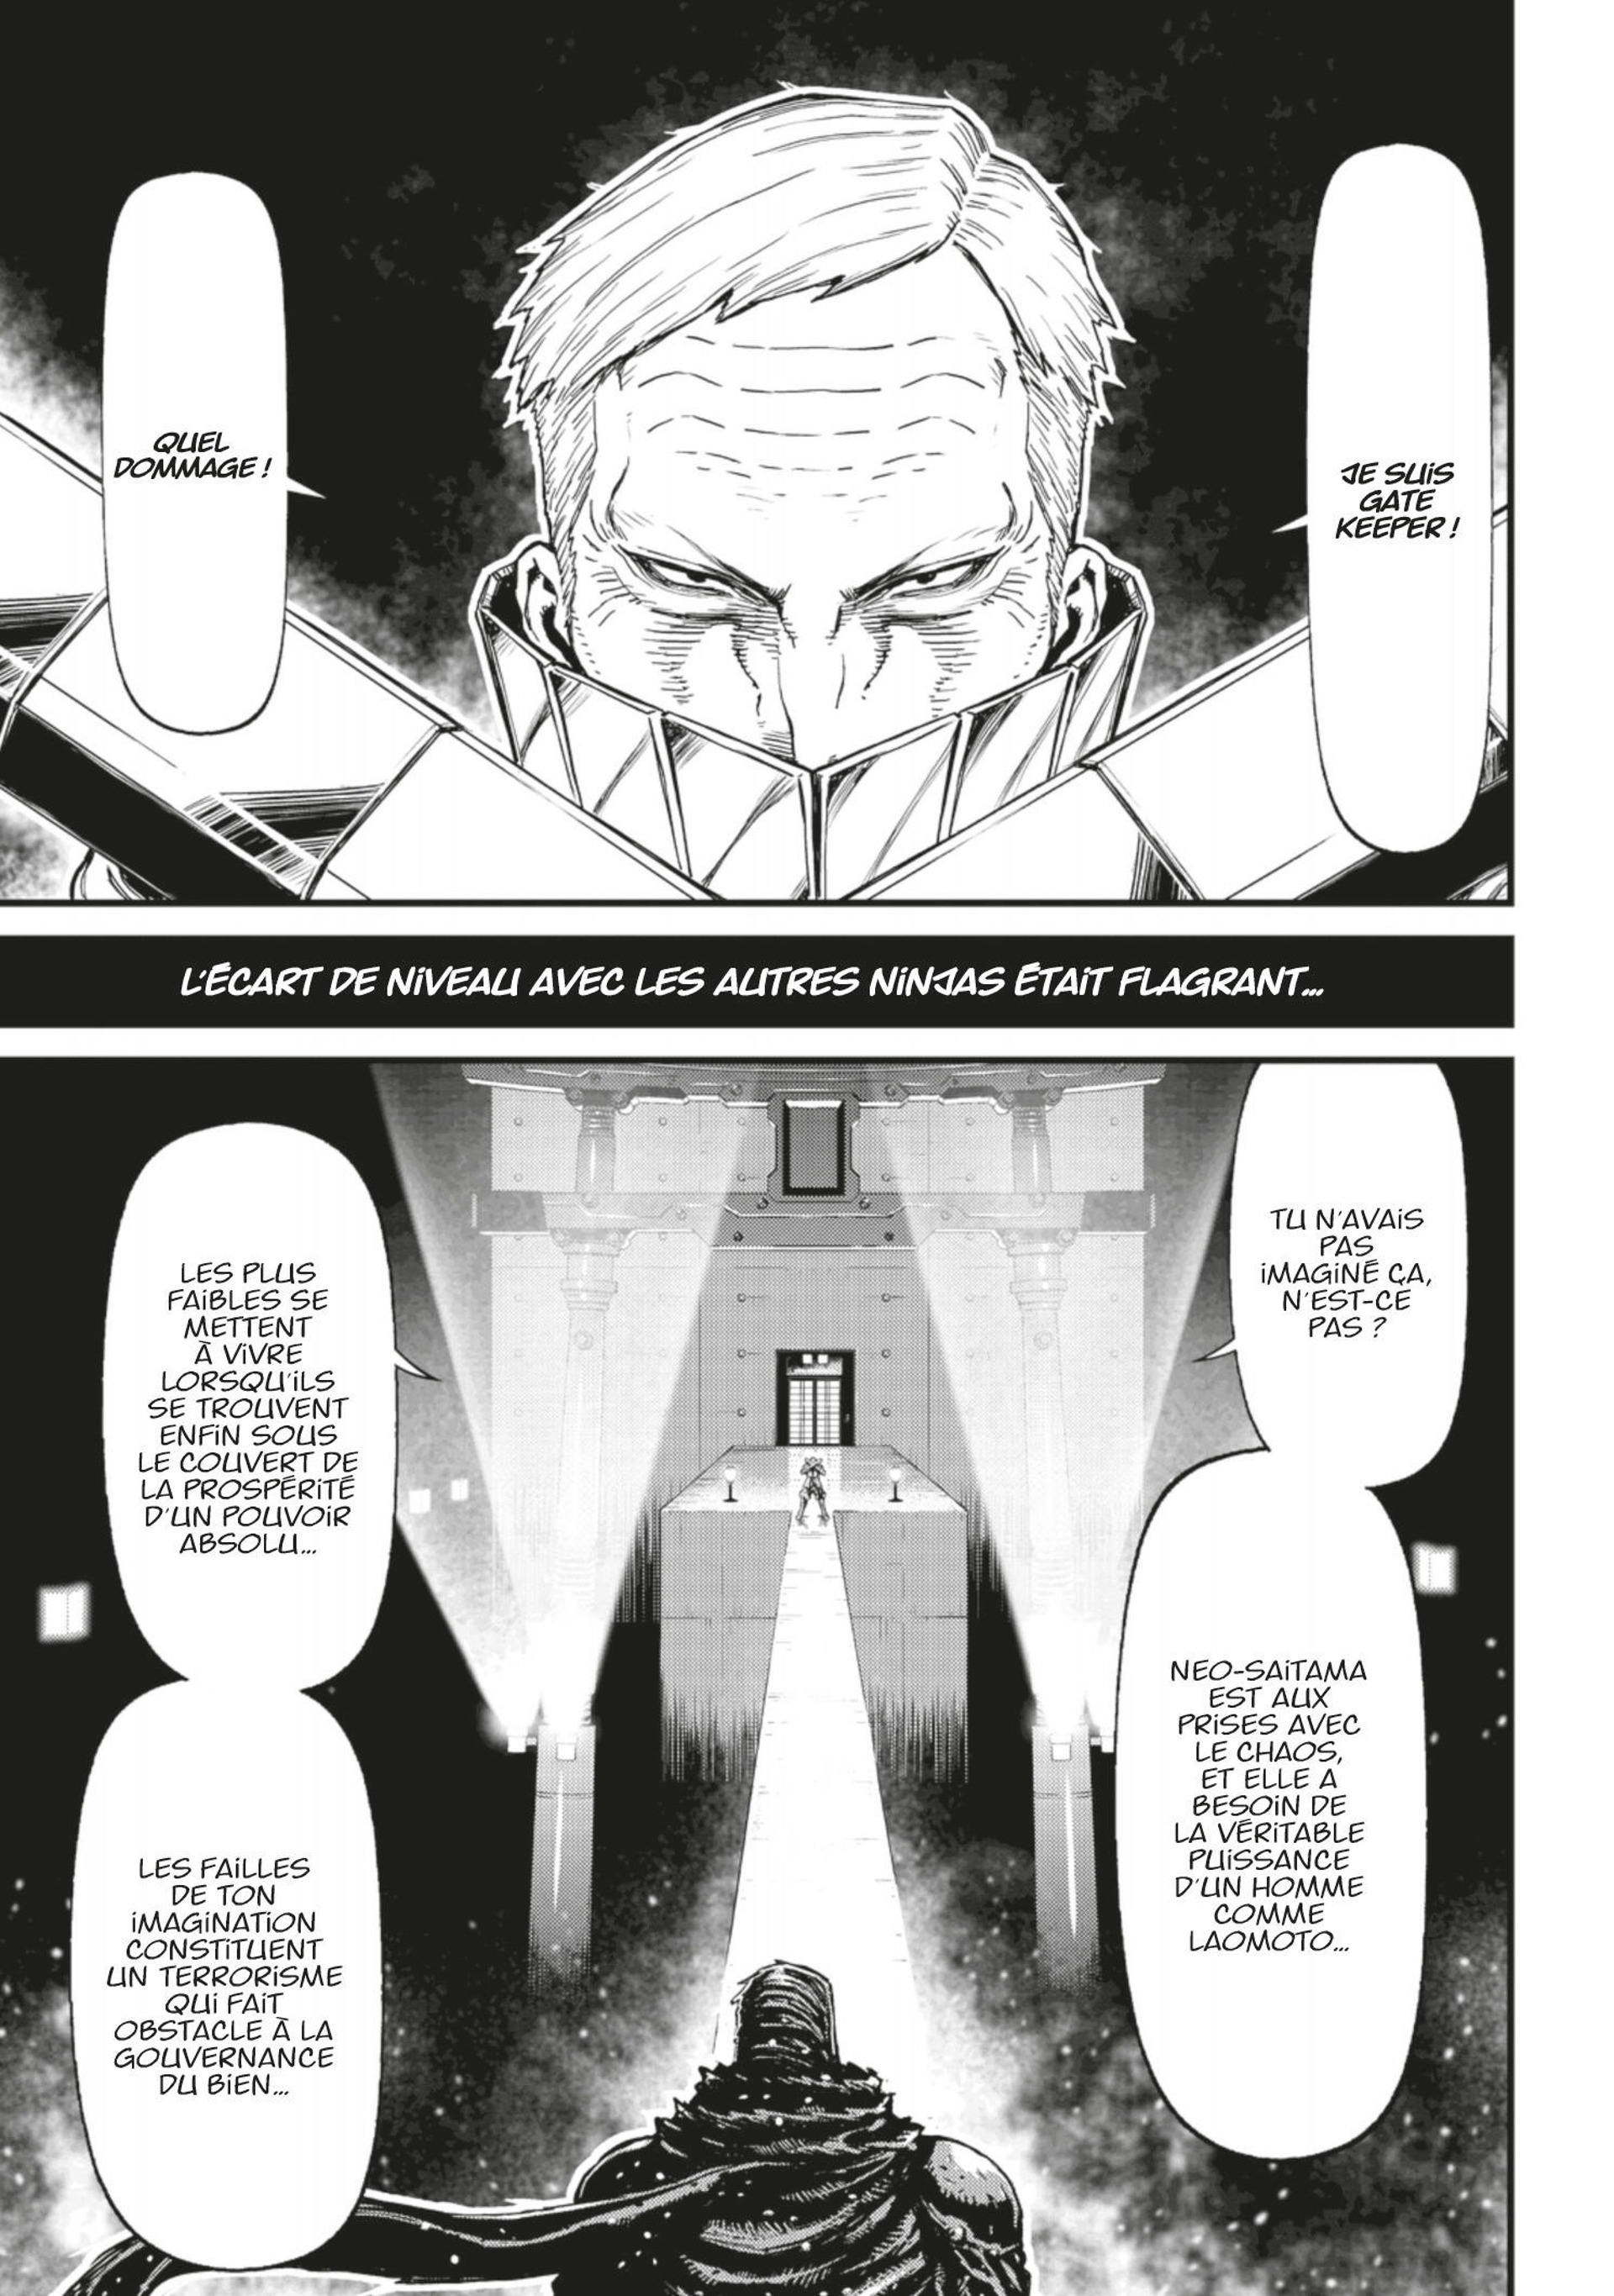 JE SUIS
GATE
KEEPER !
QUEL
DOMMAGE !
L'ÉCART DE NIVEAU AVEC LES AUTRES NINJAS ÉTAIT FLAGRANT...
TU N'AVAIS
PAS
IMAGINÉ ÇA,
N'EST-CE
PAS ?
NEO-SAITAMA
EST AUX
PRISES AVEC
LE CHAOS,
ET ELLE A
BESOIN DE
LA VÉRITABLE
PUISSANCE
D'UN HOMME
COMME
LAOMOTO...
LES PLUS
FAIBLES SE
METTENT
À VIVRE
LORSQU'ILS
SE TROUVENT
ENFIN SOUS
LE COUVERT DE
LA PROSPÉRITÉ
D'UN POUVOIR
ABSOLU...
LES FAILLES
DE TON
IMAGINATION
CONSTITUENT
UN TERRORISME
QUI FAIT
OBSTACLE À LA
GOUVERNANCE
DU BIEN...